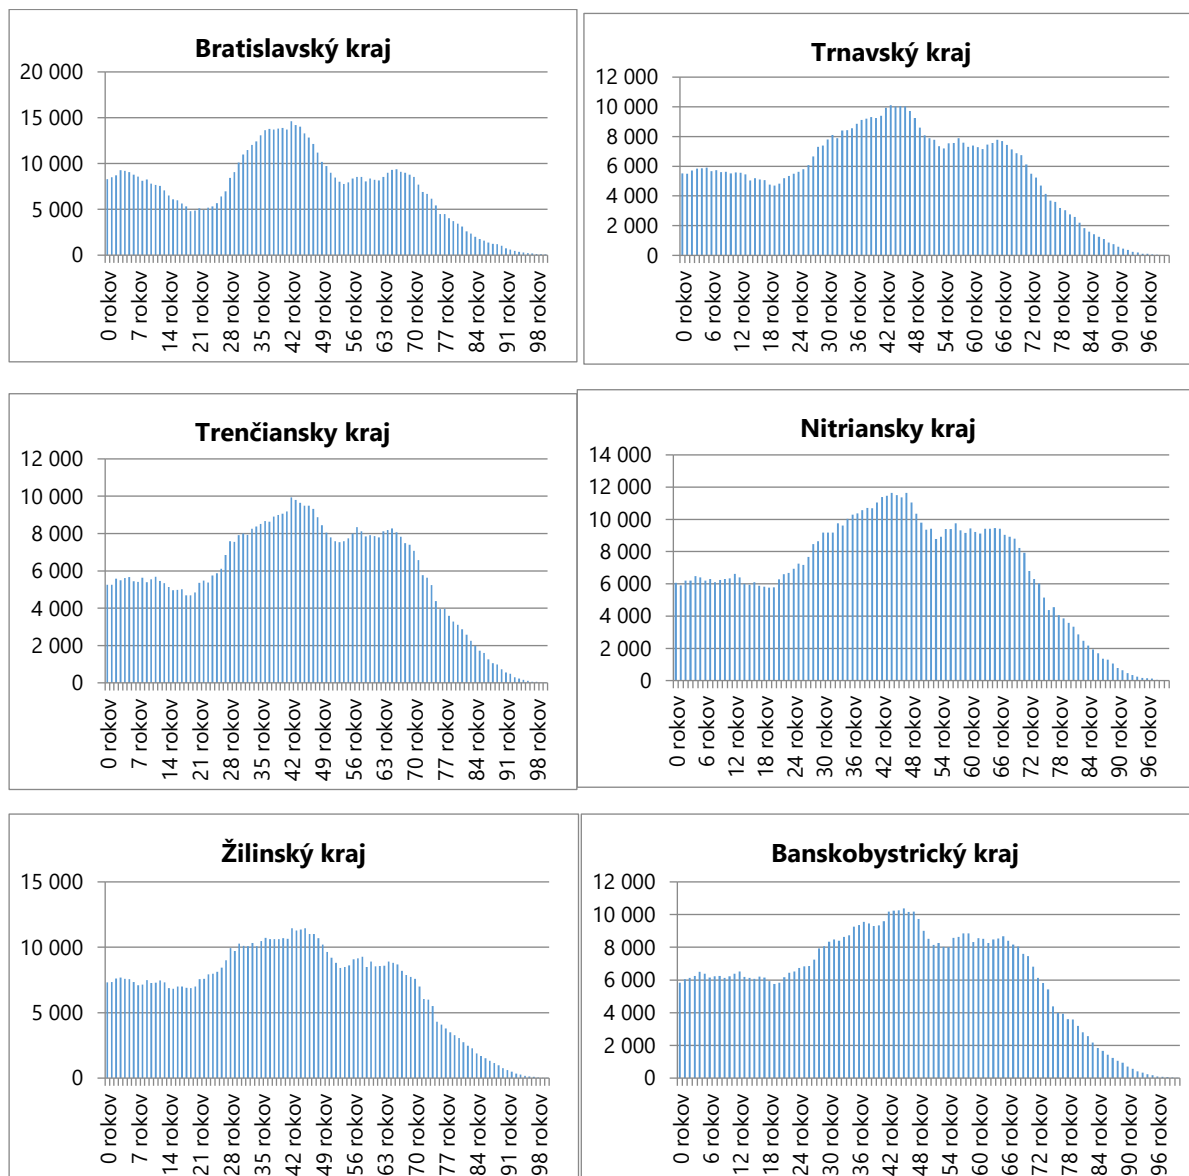 Bratislavský kraj
20 000
15 000
10 000
5 000
0
0 rokov
7 rokov
14 rokov
21 rokov
28 rokov
35 rokov
42 rokov
49 rokov
56 rokov
63 rokov
70 rokov
77 rokov
84 rokov
91 rokov
98 rokov
Trnavský kraj
12 000
10 000
8 000
6 000
4 000
2 000
0
0 rokov
6 rokov
12 rokov
18 rokov
24 rokov
30 rokov
36 rokov
42 rokov
48 rokov
54 rokov
60 rokov
66 rokov
72 rokov
78 rokov
84 rokov
90 rokov
96 rokov
Trenčiansky kraj
12 000
10 000
8 000
6 000
4 000
2 000
0
0 rokov
7 rokov
14 rokov
21 rokov
28 rokov
35 rokov
42 rokov
49 rokov
56 rokov
63 rokov
70 rokov
77 rokov
84 rokov
91 rokov
98 rokov
Nitriansky kraj
14 000
12 000
10 000
8 000
6 000
4 000
2 000
0
0 rokov
6 rokov
12 rokov
18 rokov
24 rokov
30 rokov
36 rokov
42 rokov
48 rokov
54 rokov
60 rokov
66 rokov
72 rokov
78 rokov
84 rokov
90 rokov
96 rokov
Žilinský kraj
15 000
10 000
5 000
0
0 rokov
7 rokov
14 rokov
21 rokov
28 rokov
35 rokov
42 rokov
49 rokov
56 rokov
63 rokov
70 rokov
77 rokov
84 rokov
91 rokov
98 rokov
Banskobystrický kraj
12 000
10 000
8 000
6 000
4 000
2 000
0
0 rokov
6 rokov
12 rokov
18 rokov
24 rokov
30 rokov
36 rokov
42 rokov
48 rokov
54 rokov
60 rokov
66 rokov
72 rokov
78 rokov
84 rokov
90 rokov
96 rokov